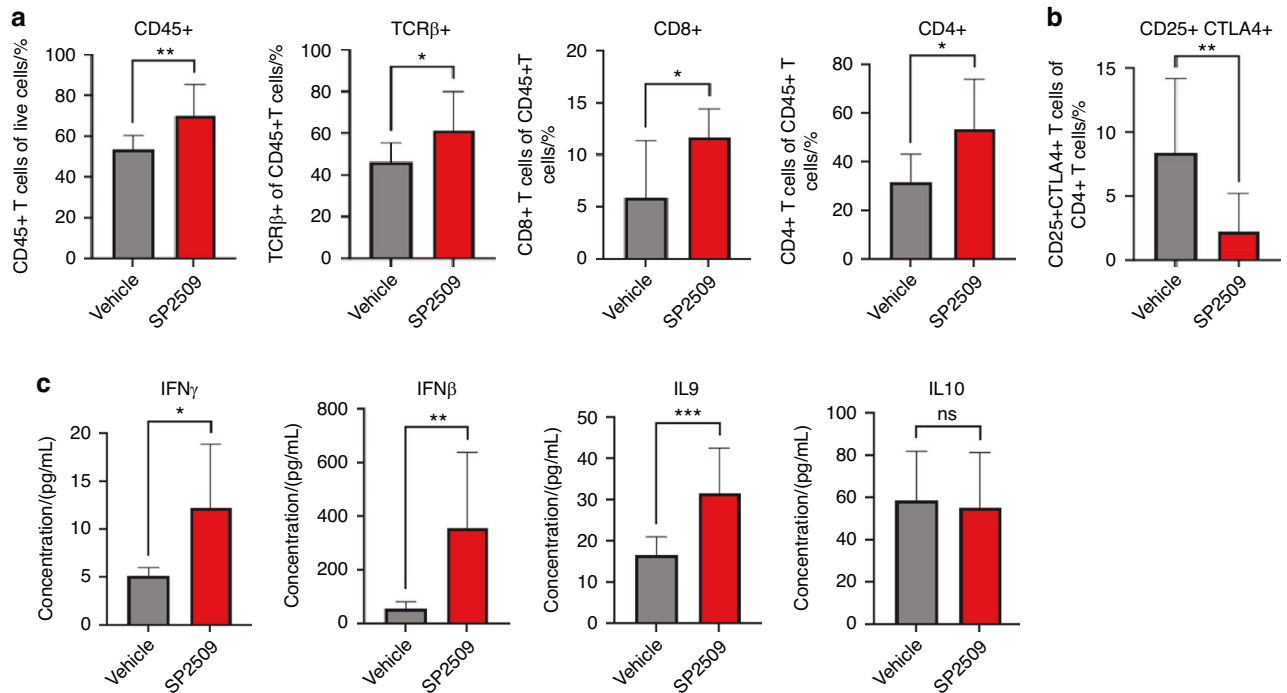 a
CD45+
**
CD45+ T cells of live cells/%
100
80
60
40
20
0
Vehicle
SP2509
TCRβ+
*
TCRβ+ of CD45+T cells/%
100
80
60
40
20
0
Vehicle
SP2509
CD8+
*
CD8+ T cells of CD45+T
cells/%
20
15
10
5
0
Vehicle
SP2509
CD4+
*
CD4+ T cells of CD45+T
cells/%
80
60
40
20
0
Vehicle
SP2509
b
CD25+ CTLA4+
**
CD25+CTLA4+ T cells of
CD4+ T cells/%
15
10
5
0
Vehicle
SP2509
c
IFNγ
*
Concentration/(pg/mL)
20
15
10
5
0
Vehicle
SP2509
IFNβ
**
Concentration/(pg/mL)
800
600
400
200
0
Vehicle
SP2509
IL9
***
Concentration/(pg/mL)
50
40
30
20
10
0
Vehicle
SP2509
IL10
ns
Concentration/(pg/mL)
100
80
60
40
20
0
Vehicle
SP2509